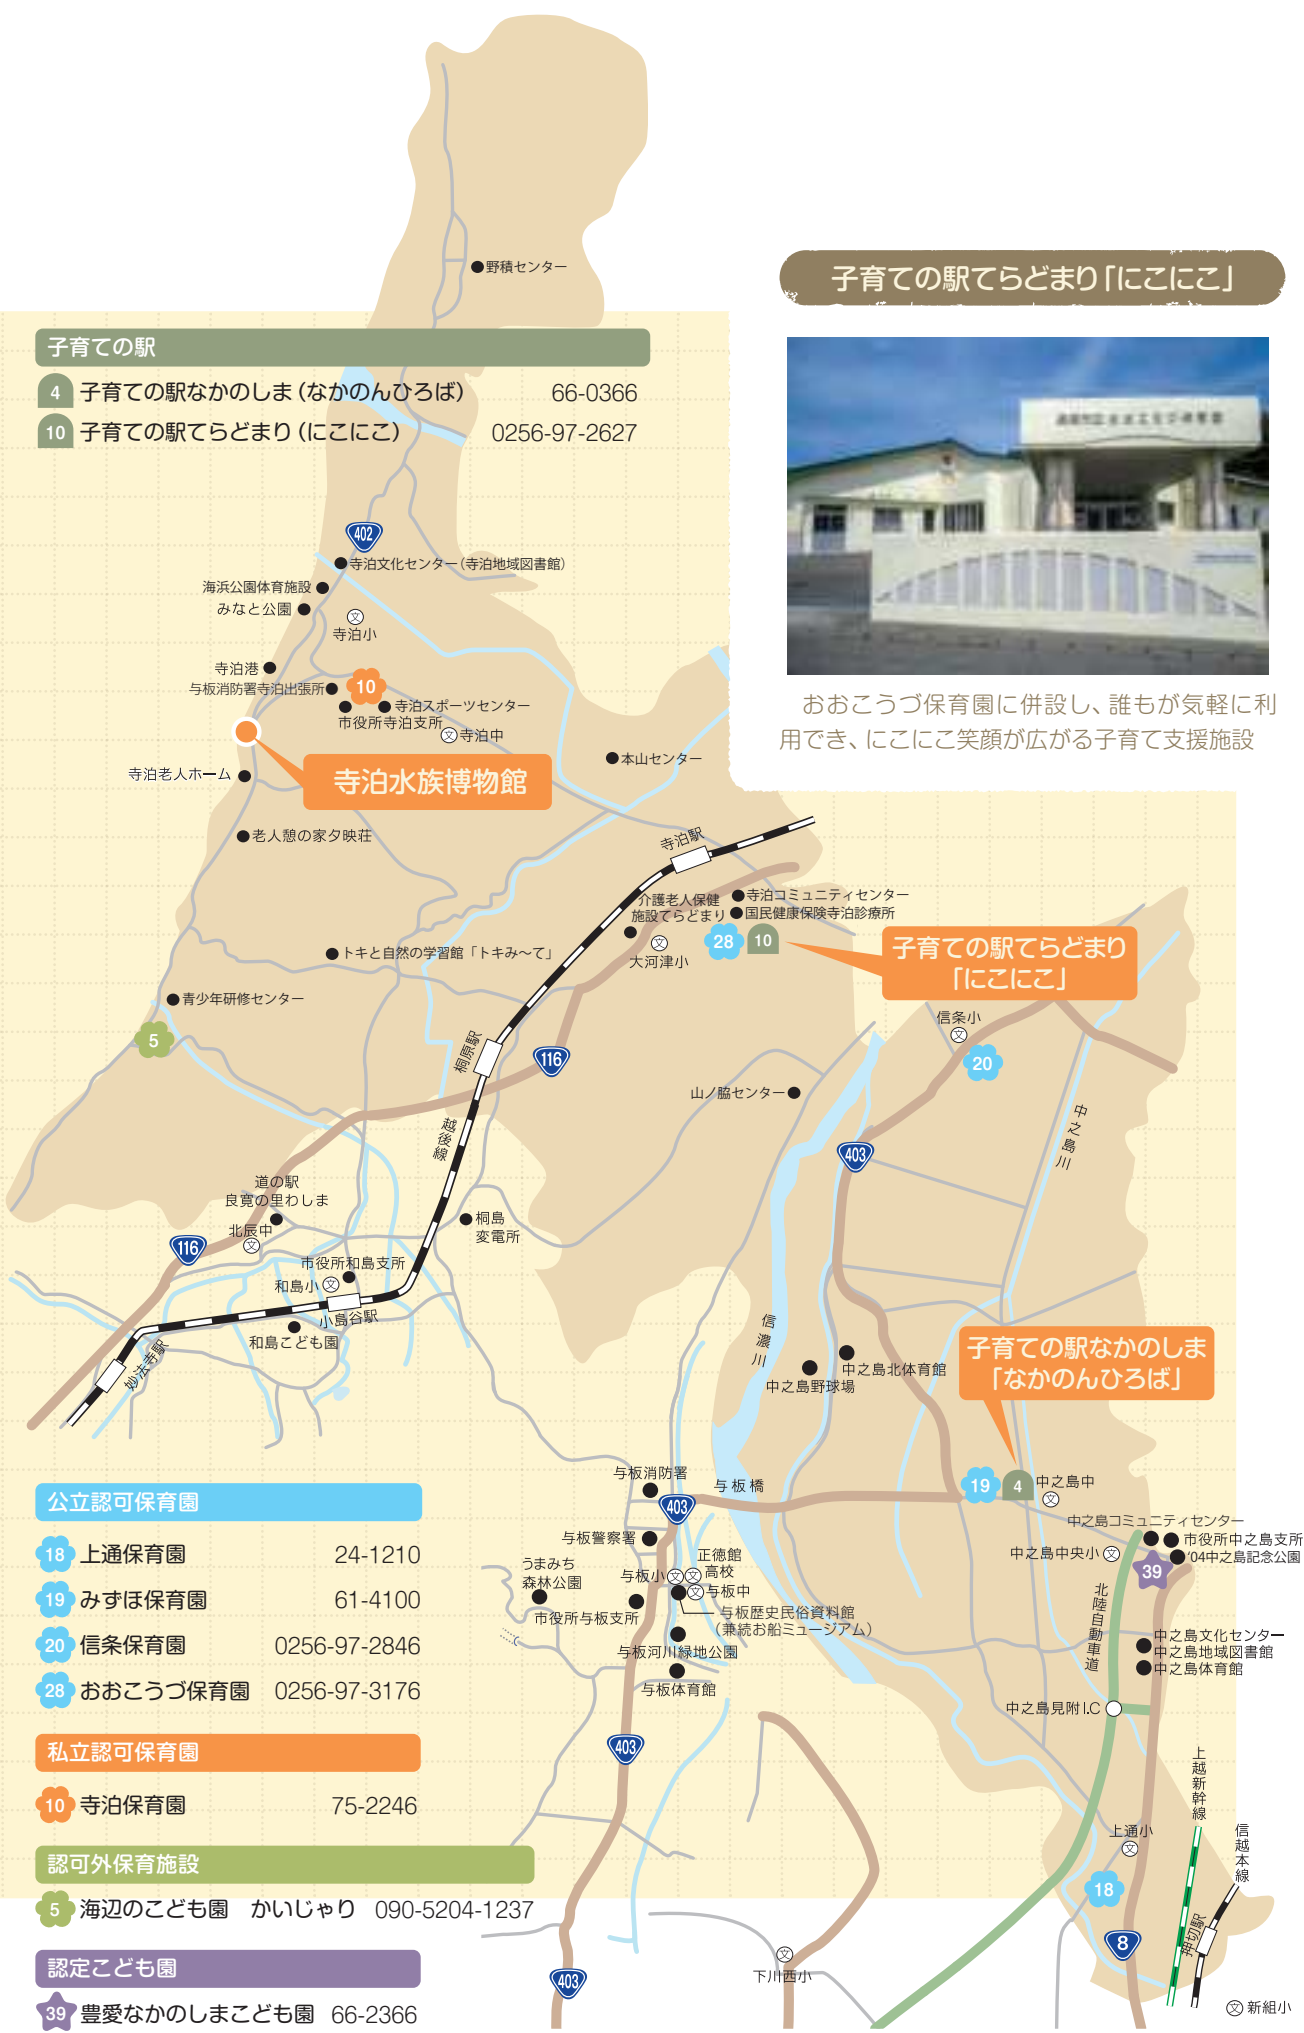 野積センター
子育ての駅てらどまり「にこにこ」
子育ての駅
4 子育ての駅なかのしま（なかのんひろば） 66-0366
10 子育ての駅てらどまり（にこにこ） 0256-97-2627
おおこうづ保育園に併設し、誰もが気軽に利
用でき、にこにこ笑顔が広がる子育て支援施設
402
寺泊文化センター（寺泊地域図書館）
海浜公園体育施設
みなと公園
文
寺泊小
寺泊港
与板消防署寺泊出張所
10
寺泊スポーツセンター
市役所寺泊支所
文 寺泊中
寺泊水族博物館
本山センター
寺泊老人ホーム
老人憩の家夕映荘
寺泊駅
介護老人保健
施設てらどまり
寺泊コミュニティセンター
国民健康保険寺泊診療所
28
10
文
大河津小
子育ての駅てらどまり
「にこにこ」
トキと自然の学習館「トキみ〜て」
青少年研修センター
5
信条小
文
20
桐原駅
116
山ノ脇センター
越後線
中之島川
403
道の駅
良寛の里わしま
北辰中
文
116
桐島
変電所
市役所和島支所
和島小 文
小島谷駅
和島こども園
妙法寺駅
信濃川
中之島北体育館
中之島野球場
子育ての駅なかのしま
「なかのんひろば」
与板消防署
与板橋
403
19
4
中之島中
文
中之島コミュニティセンター
市役所中之島支所
'04中之島記念公園
中之島中央小 文
39
与板警察署
正徳館
高校
うまみち
森林公園
与板小 文 文
文 与板中
市役所与板支所
与板歴史民俗資料館
（兼続お船ミュージアム）
与板河川緑地公園
与板体育館
北陸自動車道
中之島文化センター
中之島地域図書館
中之島体育館
中之島見附I.C
403
上越新幹線
信越本線
上通小
文
18
押切駅
8
文
下川西小
403
文 新組小
公立認可保育園
18 上通保育園 24-1210
19 みずほ保育園 61-4100
20 信条保育園 0256-97-2846
28 おおこうづ保育園 0256-97-3176
私立認可保育園
10 寺泊保育園 75-2246
認可外保育施設
5 海辺のこども園　かいじゃり 090-5204-1237
認定こども園
39 豊愛なかのしまこども園 66-2366